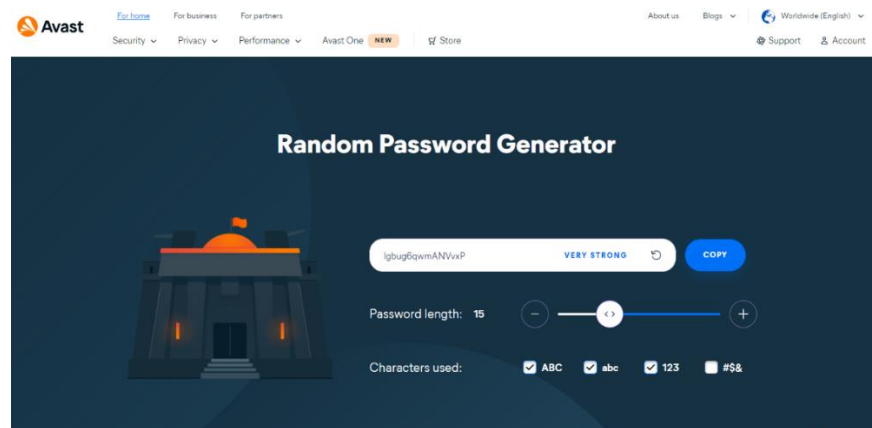 Avast
For home For business For partners About us Blogs Worldwide (English)
Security Privacy Performance Avast One NEW Store Support Account
Random Password Generator
VERY STRONG COPY
Password length: 15
Characters used: ABC abc 123 #$&